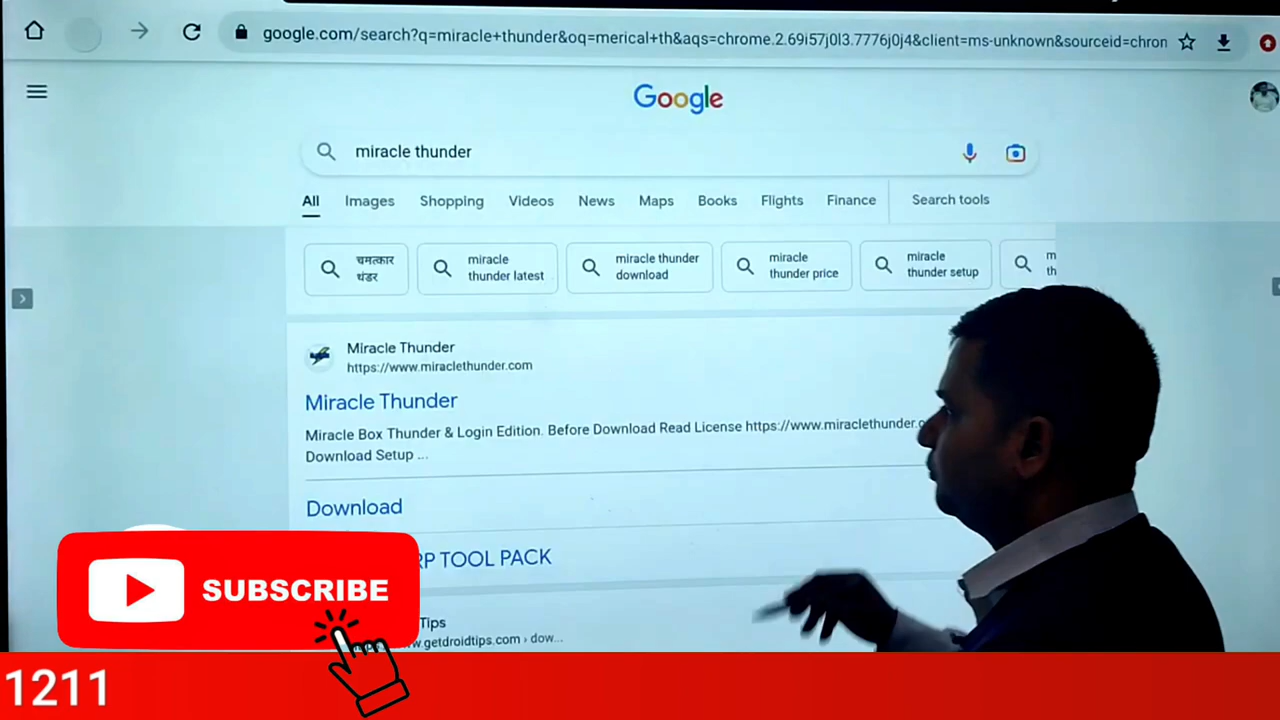 google.com/search?q=miracle+thunder&oq=merical+th&aqs=chrome.2.69i57j0l3.7776j0j4&client=ms-unknown&sourceid=chrom
Google
miracle thunder
All Images Shopping Videos News Maps Books Flights Finance Search tools
चमत्कार
थंडर
miracle
thunder latest
miracle thunder
download
miracle
thunder price
miracle
thunder setup
m
th
Miracle Thunder
https://www.miraclethunder.com
Miracle Thunder
Miracle Box Thunder & Login Edition. Before Download Read License https://www.miraclethunder.
Download Setup ...
Download
RP TOOL PACK
Tips
w.getdroidtips.com › dow...
SUBSCRIBE
1211